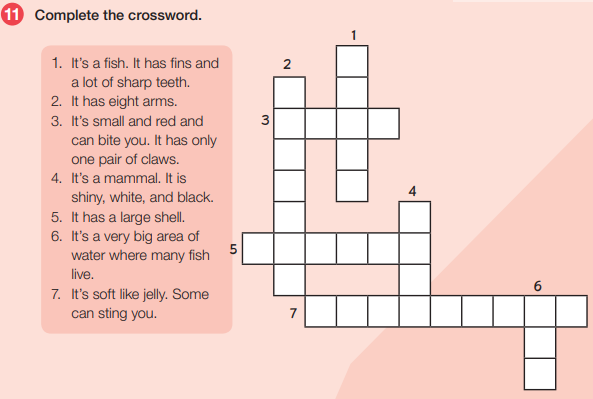 11 Complete the crossword.
1. It's a fish. It has fins and
a lot of sharp teeth.
2. It has eight arms.
3. It's small and red and
can bite you. It has only
one pair of claws.
4. It's a mammal. It is
shiny, white, and black.
5. It has a large shell.
6. It's a very big area of
water where many fish
live.
7. It's soft like jelly. Some
can sting you.
1
2
3
4
5
6
7